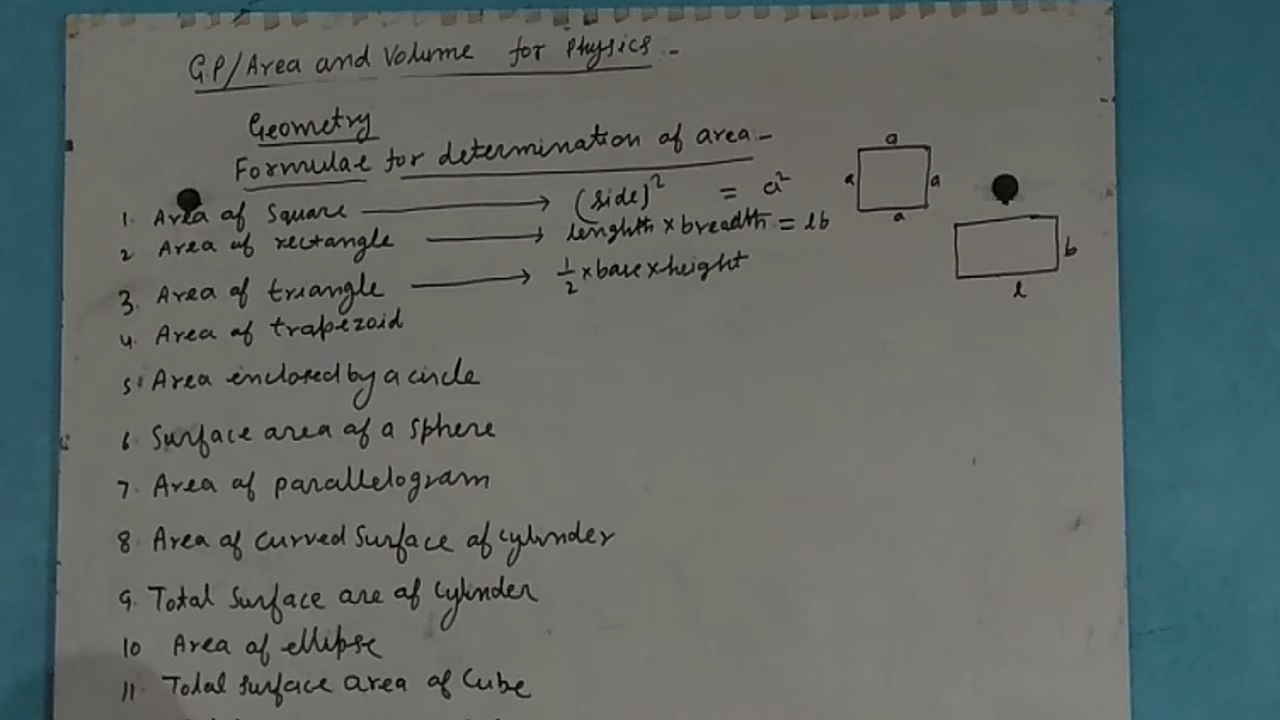 GP/Area and Volume for Physics -
Geometry
Formulae for determination of area -
1. Area of Square → (side)² = a²
2 Area of rectangle → lenghth × breadth = lb
3. Area of triangle → 1/2 × base × height
4. Area of trapezoid
5. Area enclosed by a circle
6 Surface area of a sphere
7. Area of parallelogram
8. Area of curved Surface of cylinder
9. Total Surface are of Cylinder
10 Area of ellipse
11. Total Surface area of Cube
a
a
a
a
b
l